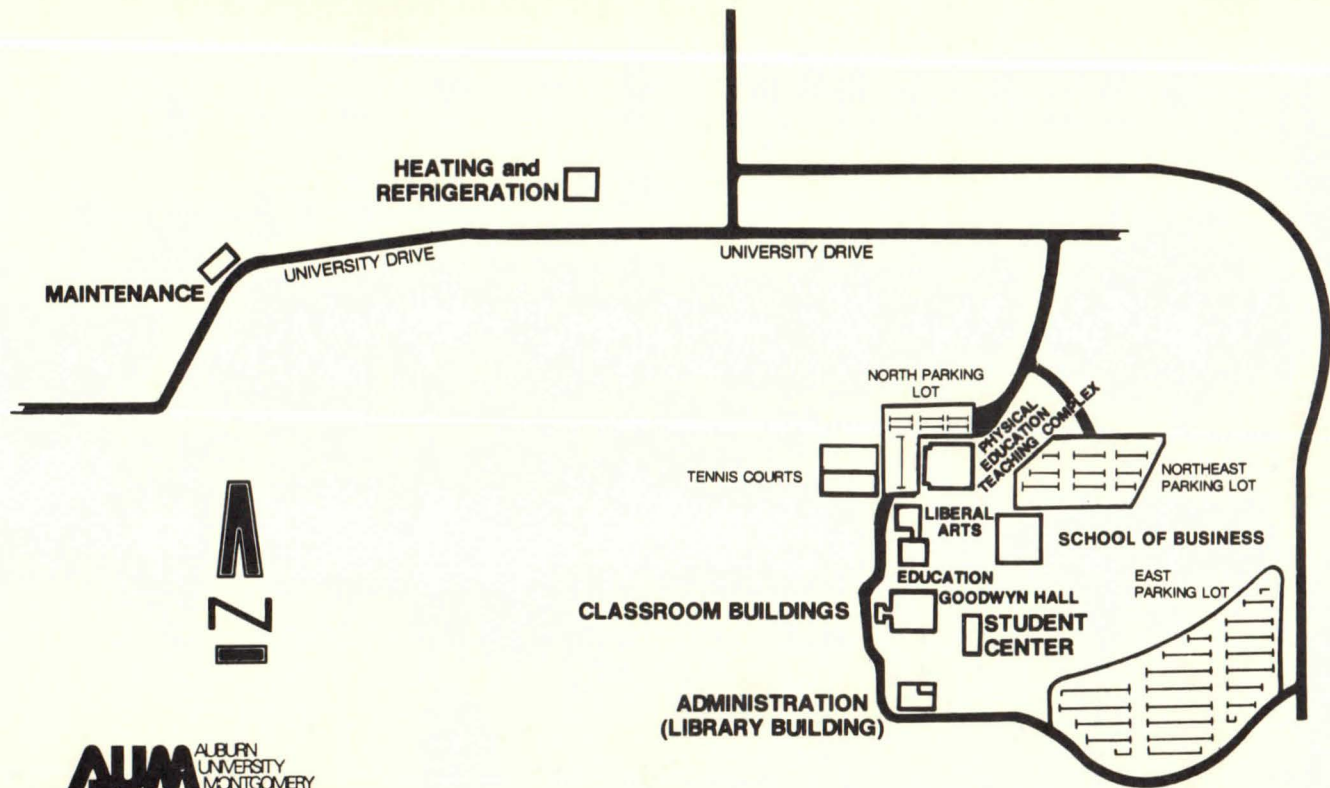 HEATING and
REFRIGERATION
UNIVERSITY DRIVE
UNIVERSITY DRIVE
MAINTENANCE
NORTH PARKING
LOT
PHYSICAL
EDUCATION
TEACHING COMPLEX
TENNIS COURTS
NORTHEAST
PARKING LOT
LIBERAL
ARTS
SCHOOL OF BUSINESS
EDUCATION
EAST
PARKING LOT
GOODWYN HALL
CLASSROOM BUILDINGS
STUDENT
CENTER
N
ADMINISTRATION
(LIBRARY BUILDING)
AUM AUBURN
UNIVERSITY
MONTGOMERY